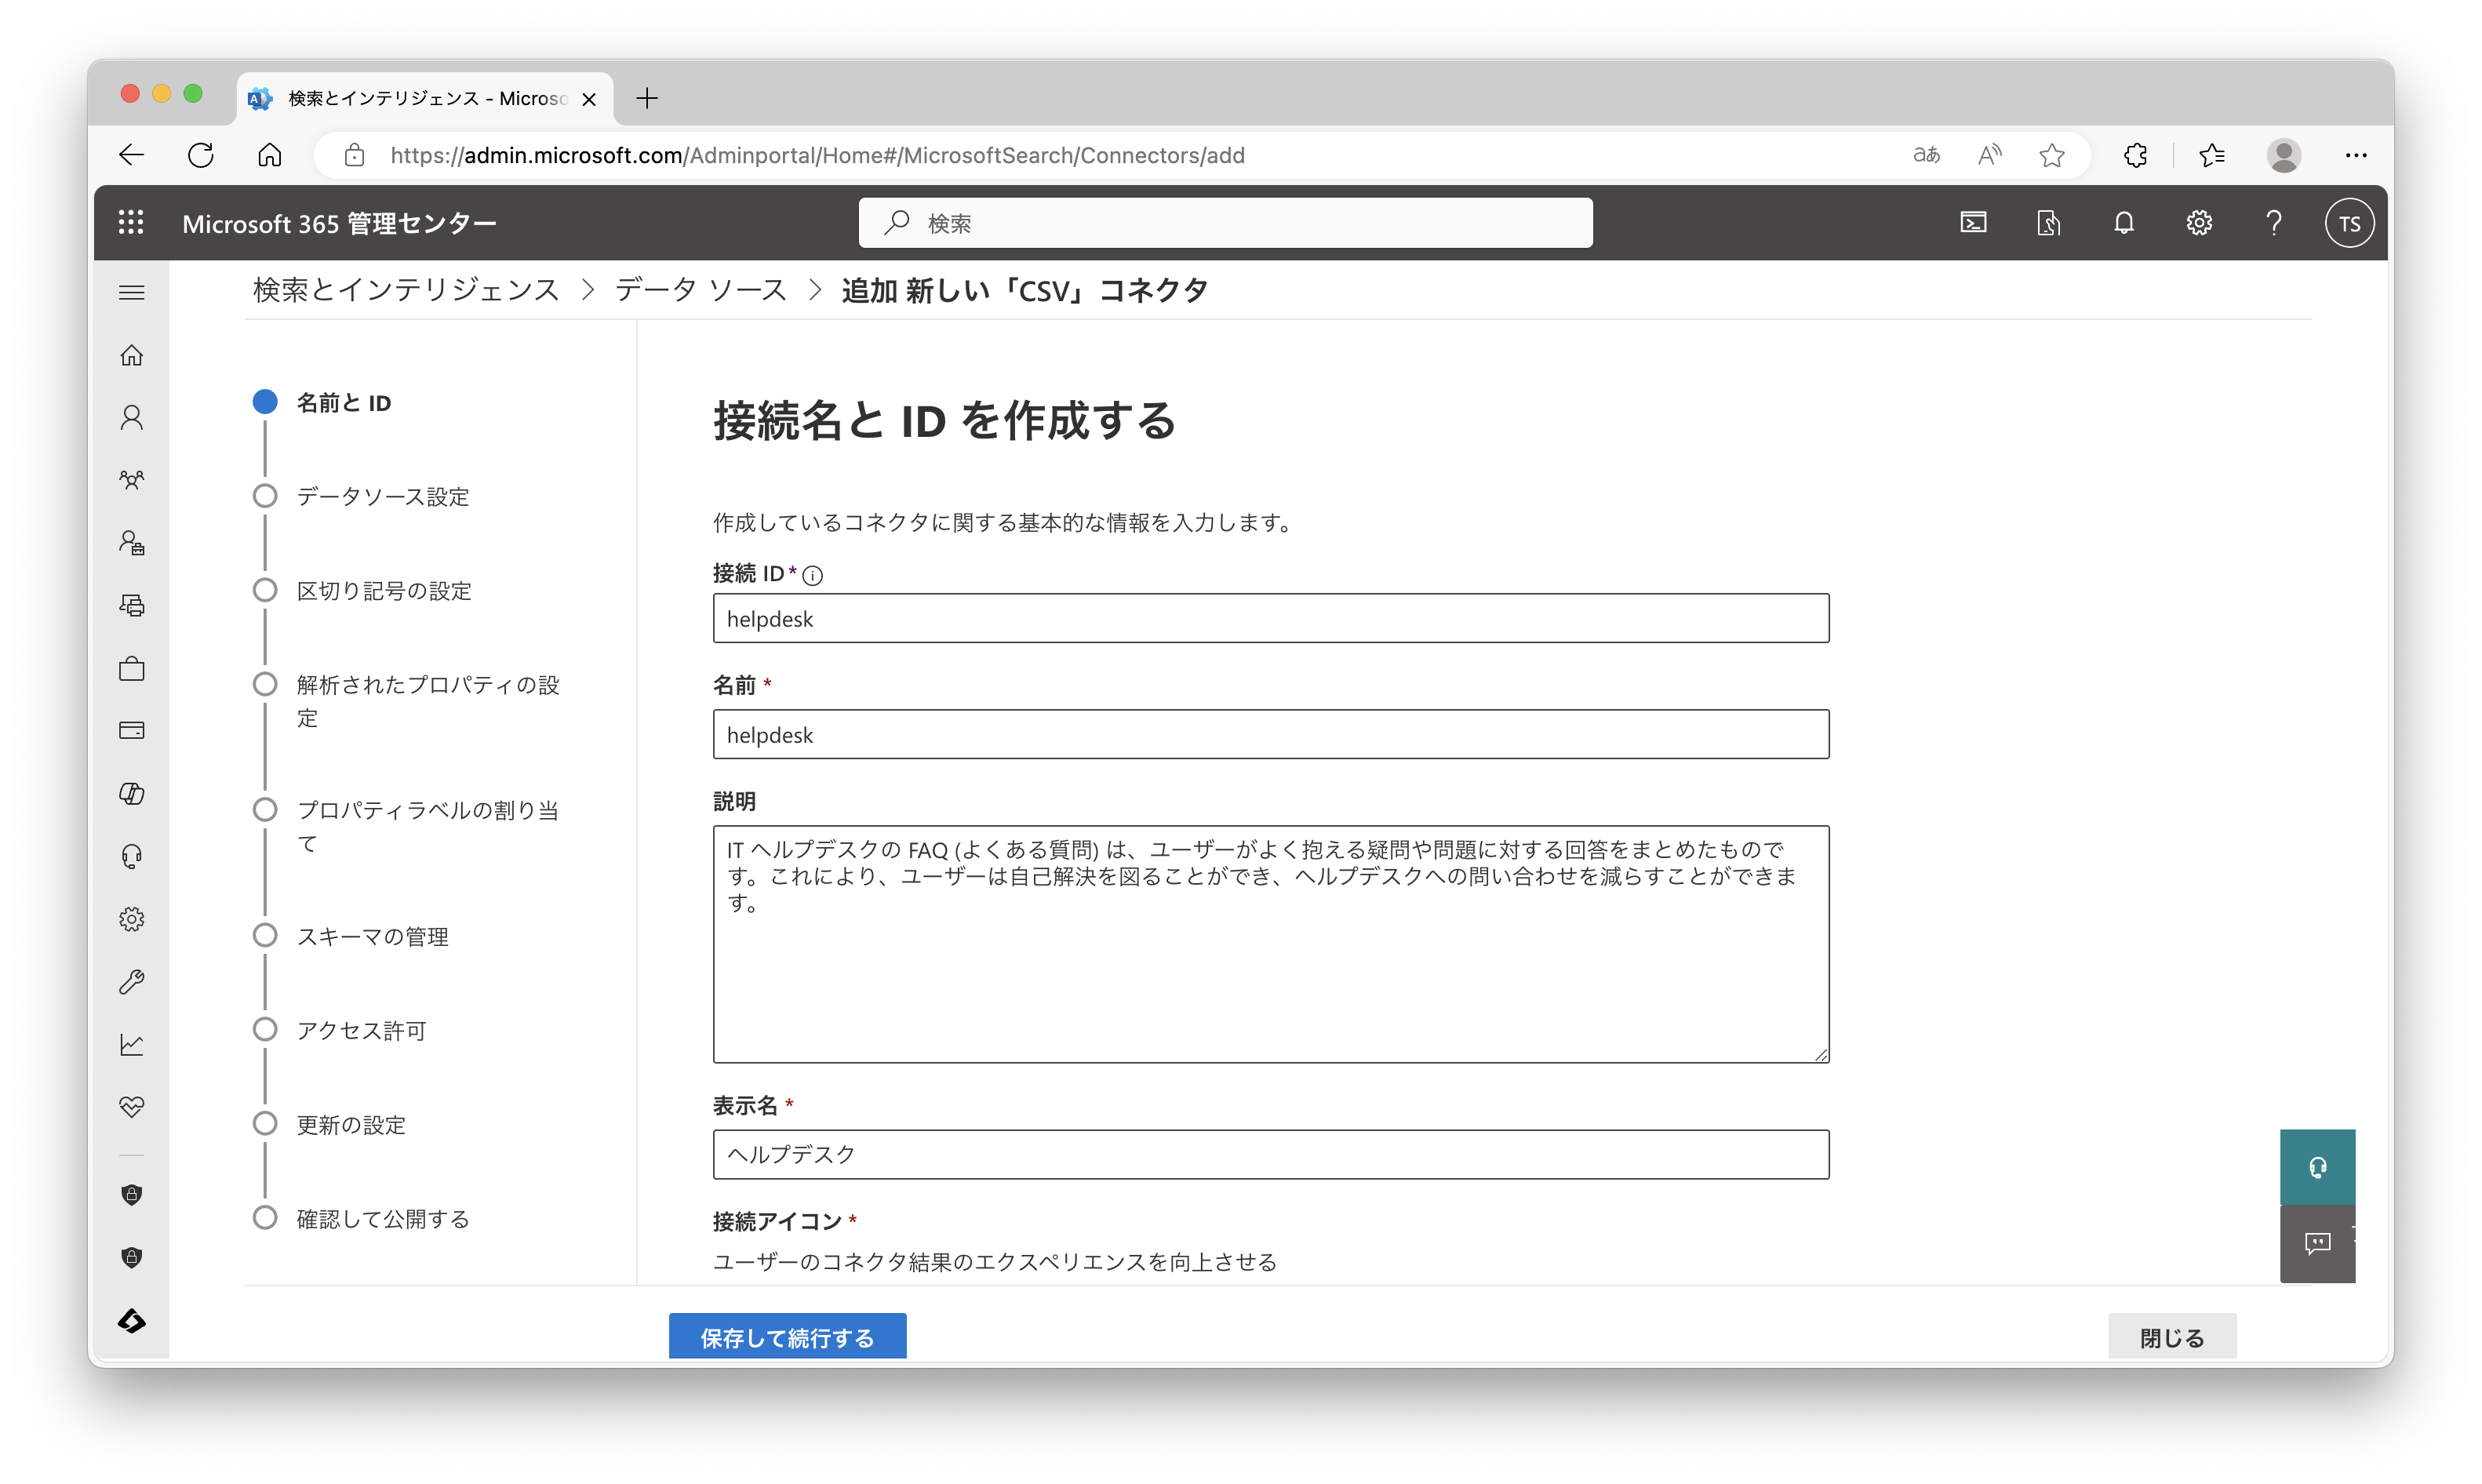 検索とインテリジェンス - Microso
https://admin.microsoft.com/Adminportal/Home#/MicrosoftSearch/Connectors/add
aあ
Microsoft 365 管理センター
検索
TS
検索とインテリジェンス > データ ソース > 追加 新しい「CSV」コネクタ
名前と ID
データソース設定
区切り記号の設定
解析されたプロパティの設
定
プロパティラベルの割り当
て
スキーマの管理
アクセス許可
更新の設定
確認して公開する
接続名と ID を作成する
作成しているコネクタに関する基本的な情報を入力します。
接続 ID*
helpdesk
名前 *
helpdesk
説明
IT ヘルプデスクの FAQ (よくある質問) は、ユーザーがよく抱える疑問や問題に対する回答をまとめたもので
す。これにより、ユーザーは自己解決を図ることができ、ヘルプデスクへの問い合わせを減らすことができま
す。
表示名 *
ヘルプデスク
接続アイコン *
ユーザーのコネクタ結果のエクスペリエンスを向上させる
保存して続行する
閉じる